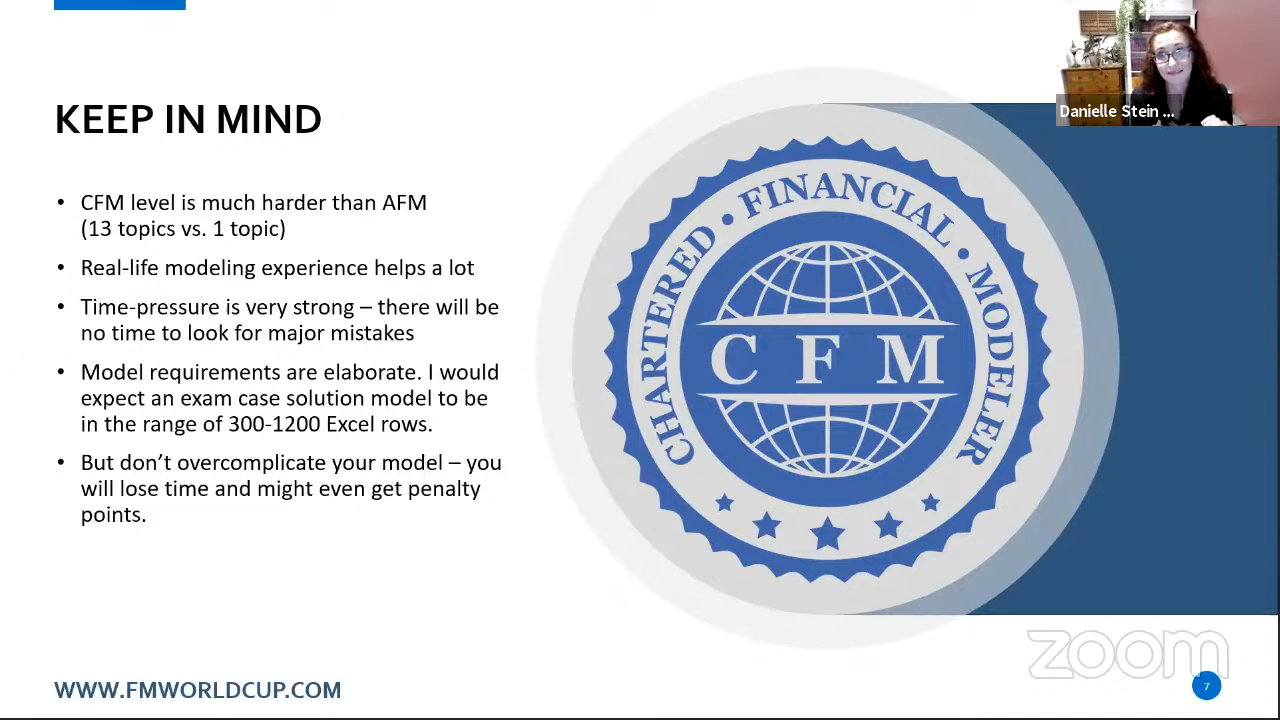 Danielle Stein ...
KEEP IN MIND
• CFM level is much harder than AFM
(13 topics vs. 1 topic)
• Real-life modeling experience helps a lot
• Time-pressure is very strong – there will be
no time to look for major mistakes
• Model requirements are elaborate. I would
expect an exam case solution model to be
in the range of 300-1200 Excel rows.
• But don’t overcomplicate your model – you
will lose time and might even get penalty
points.
CHARTERED • FINANCIAL • MODELER
C F M
zoom
WWW.FMWORLDCUP.COM
7